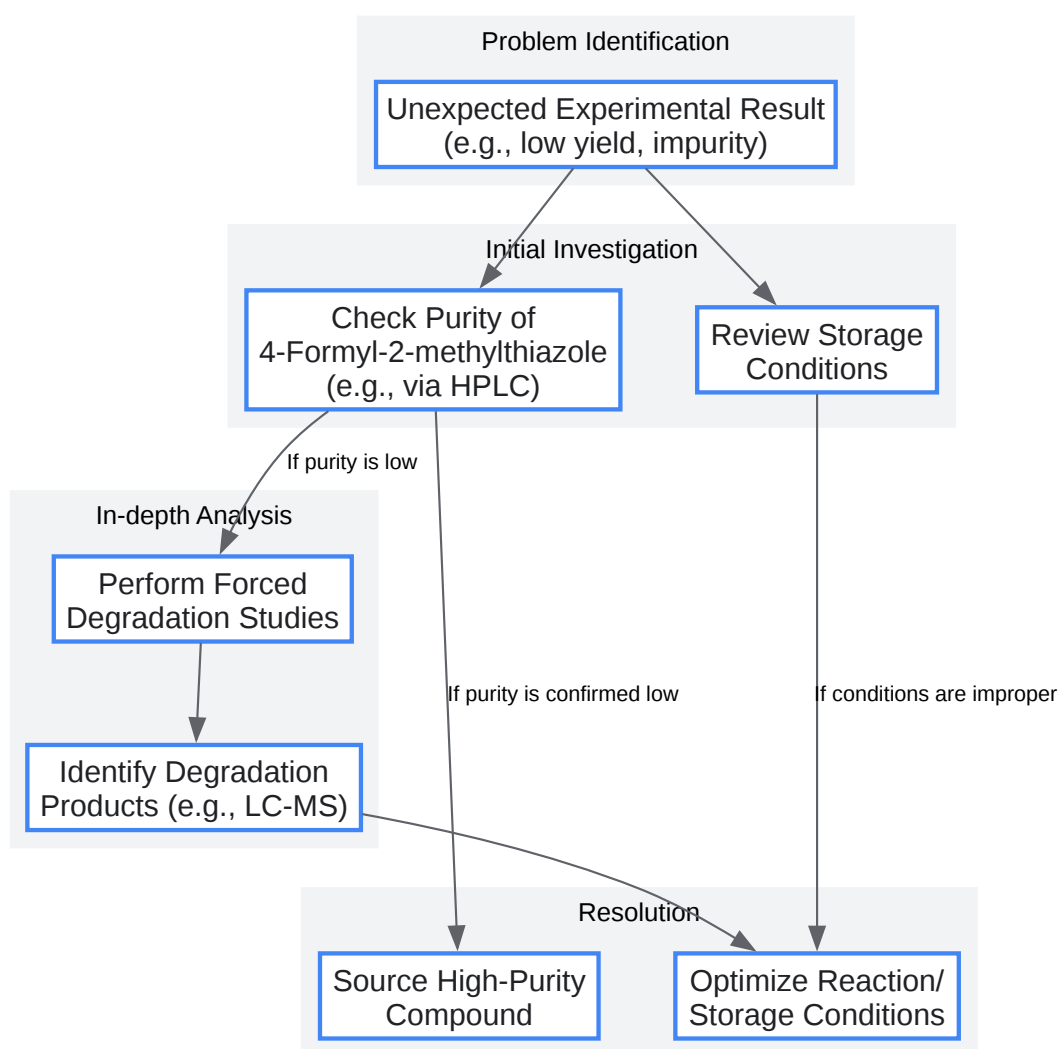 Problem Identification
Unexpected Experimental Result
(e.g., low yield, impurity)
Initial Investigation
Check Purity of
4-Formyl-2-methylthiazole
(e.g., via HPLC)
Review Storage
Conditions
If purity is low
In-depth Analysis
Perform Forced
Degradation Studies
If purity is confirmed low
If conditions are improper
Identify Degradation
Products (e.g., LC-MS)
Resolution
Source High-Purity
Compound
Optimize Reaction/
Storage Conditions